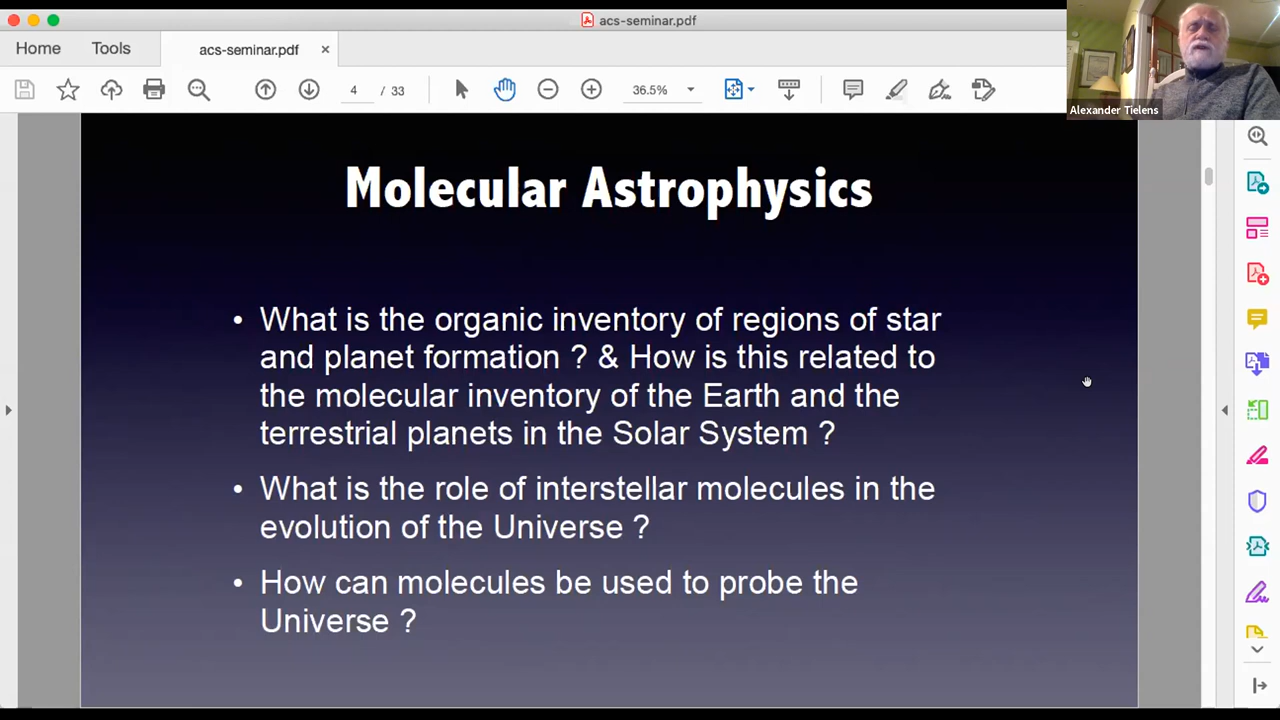 acs-seminar.pdf
Home
Tools
acs-seminar.pdf
4 / 33
36.5%
Alexander Tielens
Molecular Astrophysics
• What is the organic inventory of regions of star
and planet formation ? & How is this related to
the molecular inventory of the Earth and the
terrestrial planets in the Solar System ?
• What is the role of interstellar molecules in the
evolution of the Universe ?
• How can molecules be used to probe the
Universe ?